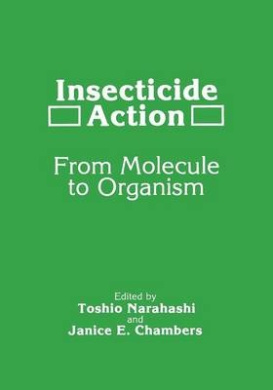 Insecticide
Action
From Molecule
to Organism
Edited by
Toshio Narahashi
and
Janice E. Chambers